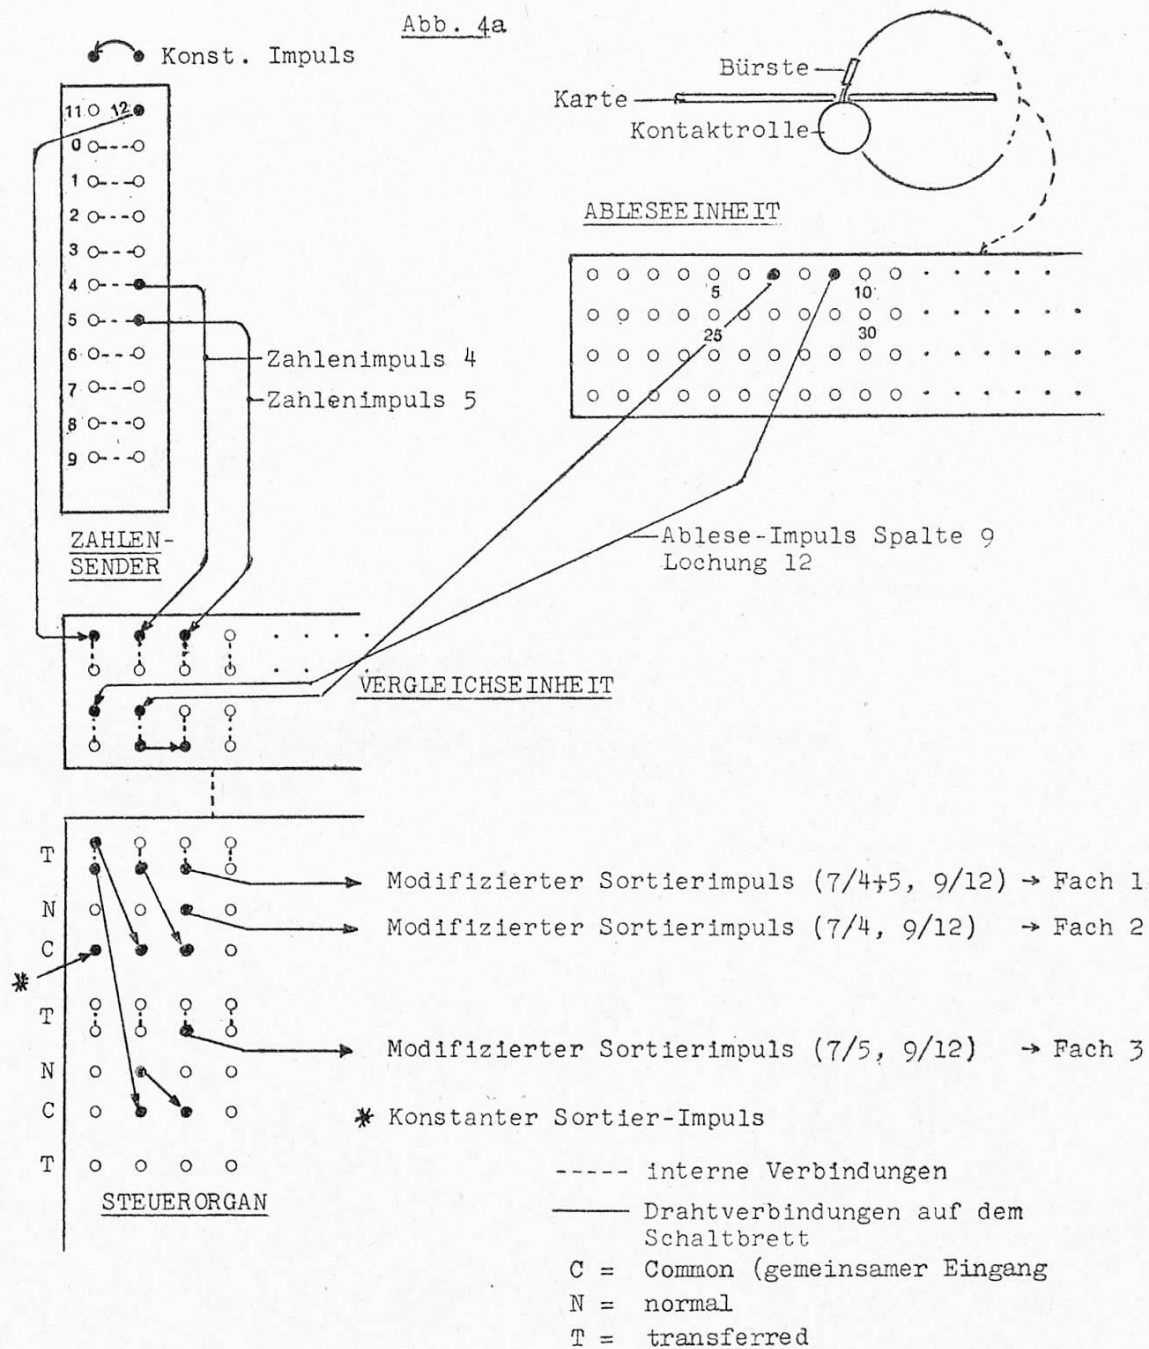 Abb. 4a
Konst. Impuls
11 12
0
1
2
3
4
5
6
7
8
9
Zahlenimpuls 4
Zahlenimpuls 5
ZAHLEN-
SENDER
Bürste
Karte
Kontaktrolle
ABLESEEINHEIT
5 10
25 30
Ablese-Impuls Spalte 9
Lochung 12
VERGLEICHSEINHEIT
T
Modifizierter Sortierimpuls (7/4+5, 9/12) → Fach 1
N
Modifizierter Sortierimpuls (7/4, 9/12) → Fach 2
C
*
T
Modifizierter Sortierimpuls (7/5, 9/12) → Fach 3
N
C
* Konstanter Sortier-Impuls
T
STEUERORGAN
----- interne Verbindungen
Drahtverbindungen auf dem
Schaltbrett
C = Common (gemeinsamer Eingang
N = normal
T = transferred